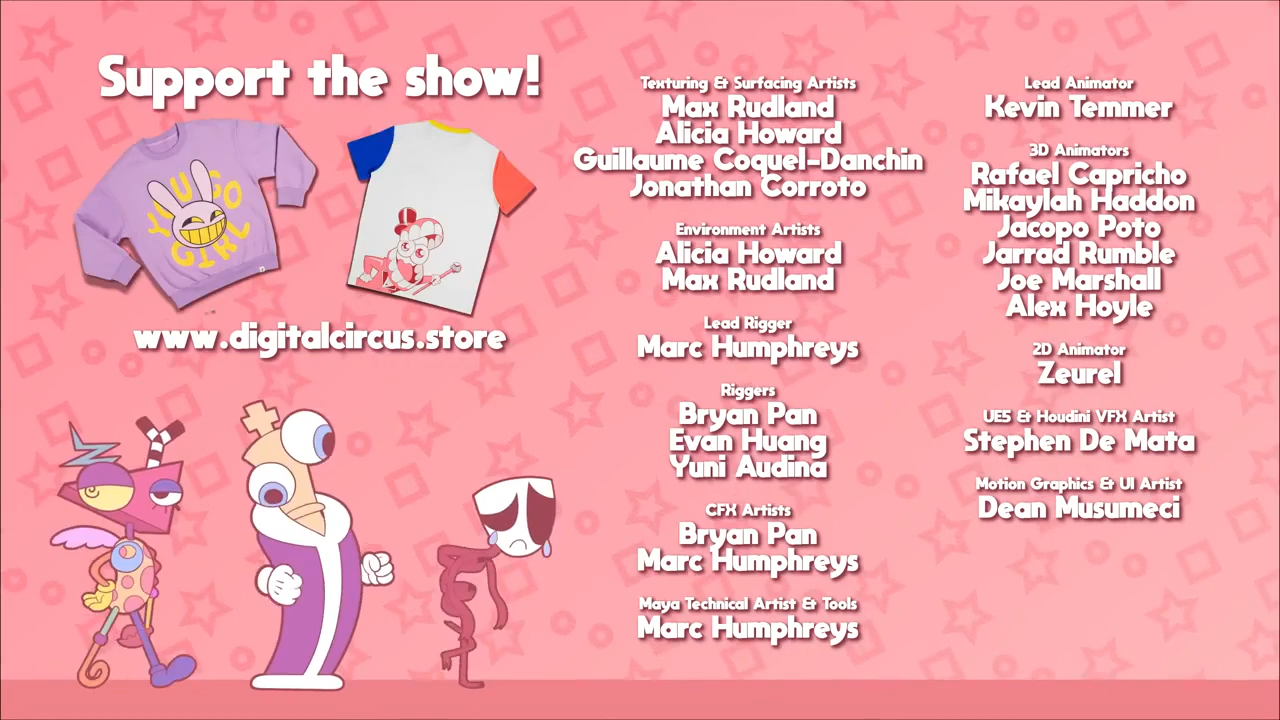 Support the show!
YOU GO
GIRL
www.digitalcircus.store
Texturing & Surfacing Artists
Max Rudland
Alicia Howard
Guillaume Coquel-Danchin
Jonathan Corroto
Environment Artists
Alicia Howard
Max Rudland
Lead Rigger
Marc Humphreys
Riggers
Bryan Pan
Evan Huang
Yuni Audina
CFX Artists
Bryan Pan
Marc Humphreys
Maya Technical Artist & Tools
Marc Humphreys
Lead Animator
Kevin Temmer
3D Animators
Rafael Capricho
Mikaylah Haddon
Jacopo Poto
Jarrad Rumble
Joe Marshall
Alex Hoyle
2D Animator
Zeurel
UE5 & Houdini VFX Artist
Stephen De Mata
Motion Graphics & UI Artist
Dean Musumeci